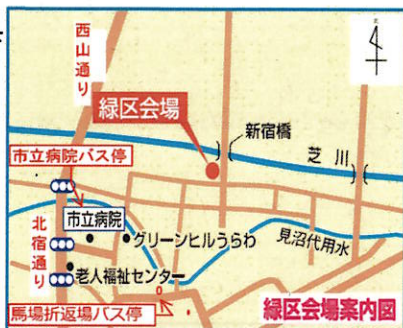 西山通り
緑区会場
新宿橋
芝川
市立病院バス停
市立病院
グリーンヒルうらわ
見沼代用水
北宿通り
老人福祉センター
馬場折返場バス停
緑区会場案内図